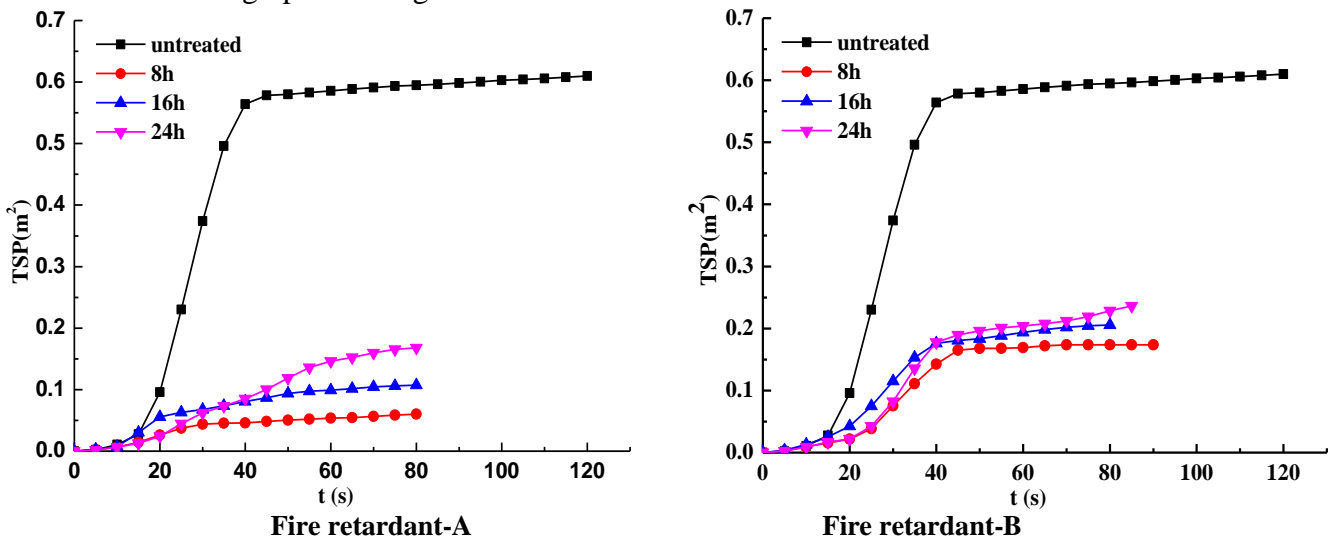 0.7
0.6
0.5
0.4
0.3
0.2
0.1
0.0
TSP(m²)
untreated
8h
16h
24h
0 20 40 60 80 100 120
t (s)
Fire retardant-A
0.7
0.6
0.5
0.4
0.3
0.2
0.1
0.0
TSP(m²)
untreated
8h
16h
24h
0 20 40 60 80 100 120
t (s)
Fire retardant-B